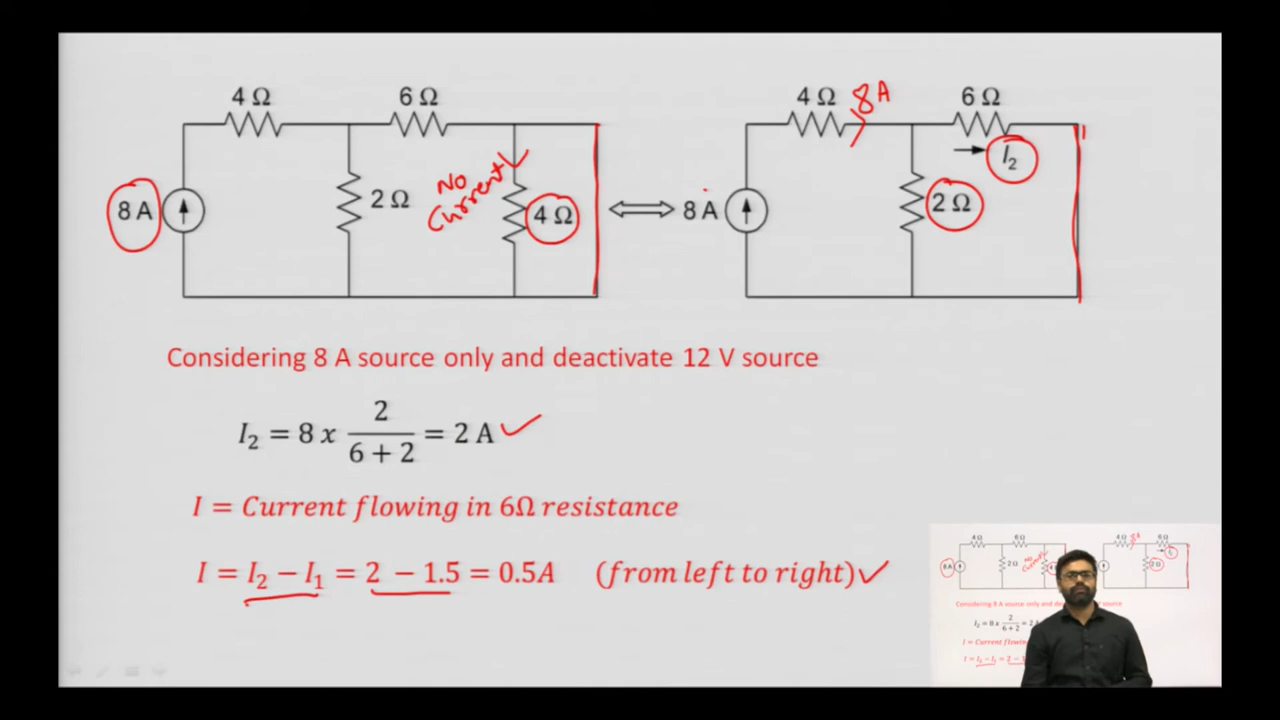 4 Ω 6 Ω 4 Ω 8 A 6 Ω
No Current I₂
8 A 2 Ω 4 Ω 8 A 2 Ω
Considering 8 A source only and deactivate 12 V source
I₂ = 8 x 2/(6 + 2) = 2 A ✓
I = Current flowing in 6Ω resistance
I = I₂ − I₁ = 2 − 1.5 = 0.5A (from left to right) ✓